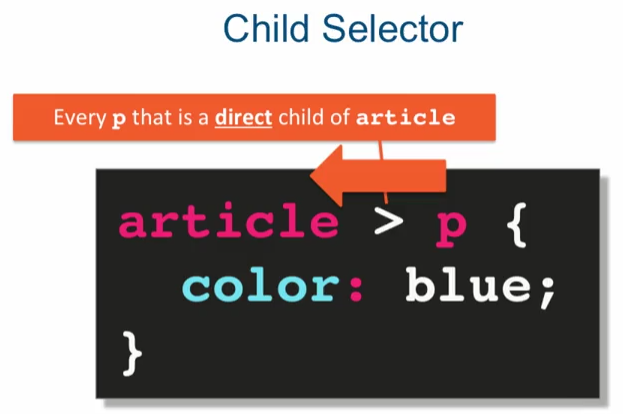 Child Selector
Every p that is a direct child of article
article > p {
color: blue;
}